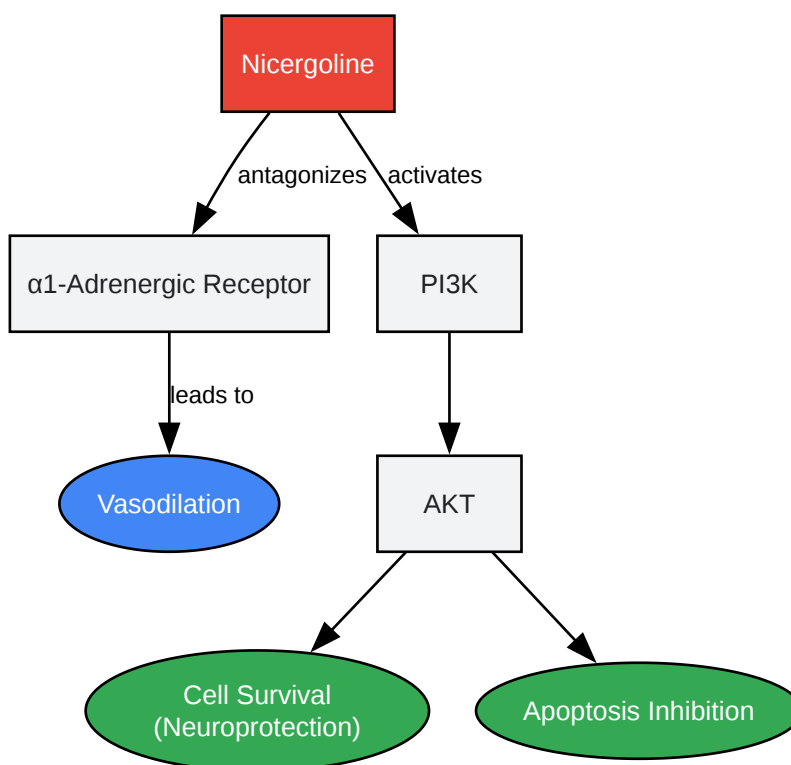 Nicergoline
antagonizes
activates
α1-Adrenergic Receptor
PI3K
leads to
Vasodilation
AKT
Cell Survival
(Neuroprotection)
Apoptosis Inhibition